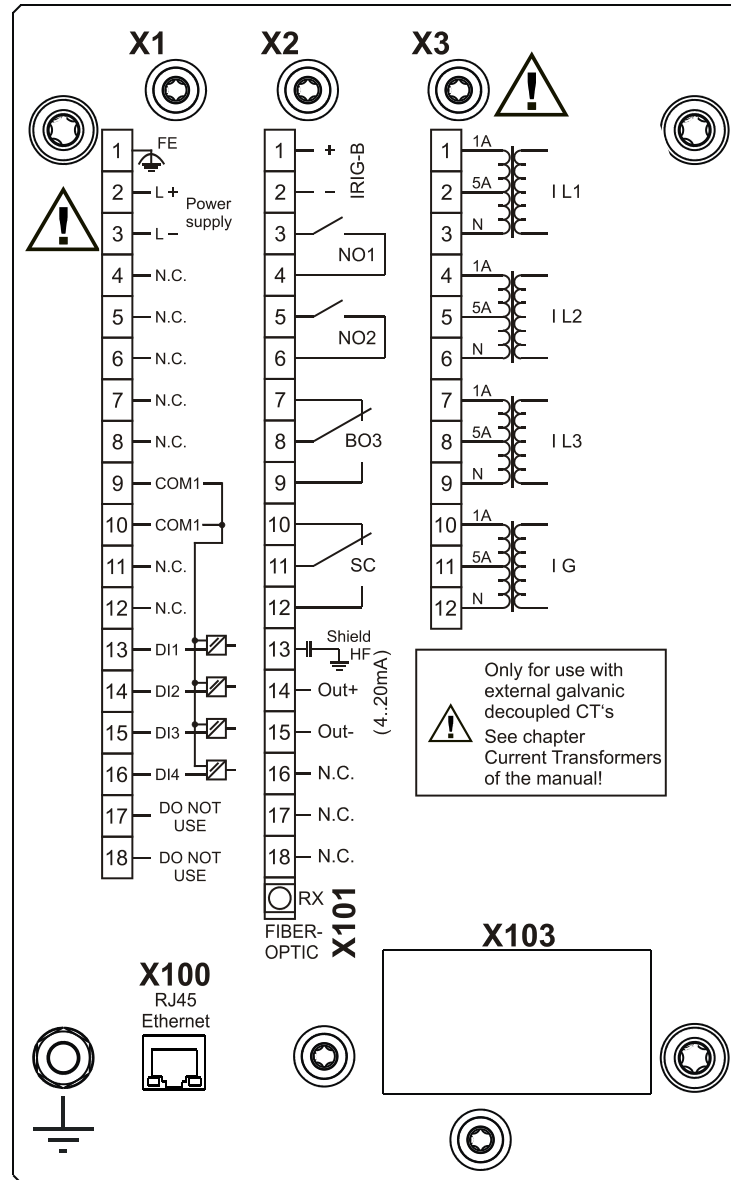 X1
1 FE
2 L+
Power
supply
3 L–
4 N.C.
5 N.C.
6 N.C.
7 N.C.
8 N.C.
9 COM1
10 COM1
11 N.C.
12 N.C.
13 DI1
14 DI2
15 DI3
16 DI4
17 DO NOT
USE
18 DO NOT
USE
X2
1 +
2 –
IRIG-B
3
NO1
4
5
NO2
6
7
8 BO3
9
10
11 SC
12
13 Shield
HF
14 Out+
15 Out-
(4..20mA)
16 N.C.
17 N.C.
18 N.C.
RX
FIBER-
OPTIC
X101
X3
!
1 1A
2 5A I L1
3 N
4 1A
5 5A I L2
6 N
7 1A
8 5A I L3
9 N
10 1A
11 5A I G
12 N
!
!
Only for use with
external galvanic
decoupled CT‘s
See chapter
Current Transformers
of the manual!
X100
RJ45
Ethernet
X103